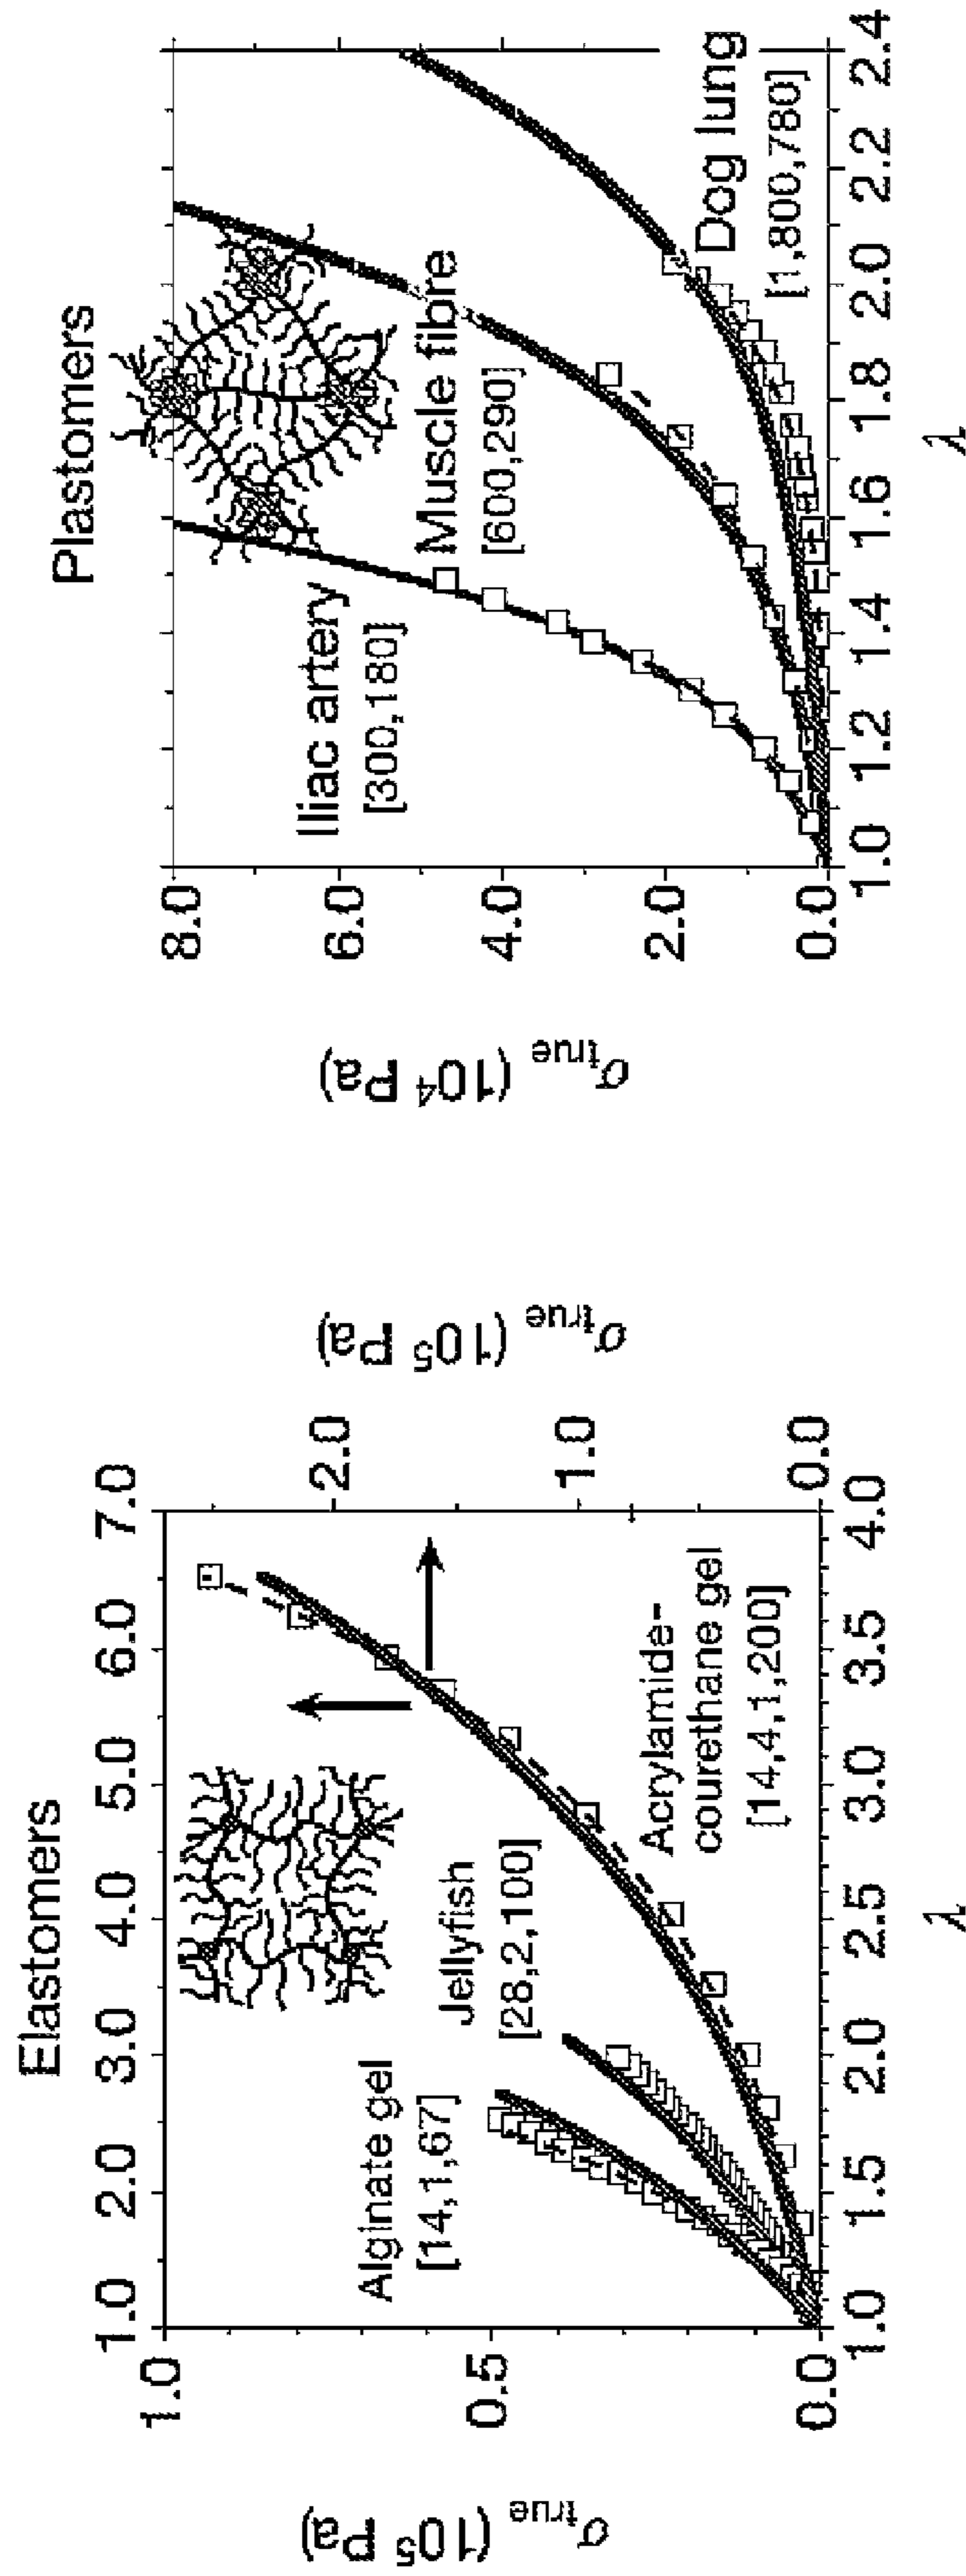 Elastomers
1.0 2.0 3.0 4.0 5.0 6.0 7.0
σtrue (10⁵ Pa)
1.0
0.5
0.0
Alginate gel
[14,1,67]
Jellyfish
[28,2,100]
Acrylamide-
courethane gel
[14,4,1,200]
2.0
1.0
0.0
σtrue (10⁵ Pa)
1.0 1.5 2.0 2.5 3.0 3.5 4.0
λ
Plastomers
σtrue (10⁴ Pa)
8.0
6.0
4.0
2.0
0.0
Iliac artery
[300,180]
Muscle fibre
[600,290]
Dog lung
[1,800,780]
1.0 1.2 1.4 1.6 1.8 2.0 2.2 2.4
λ